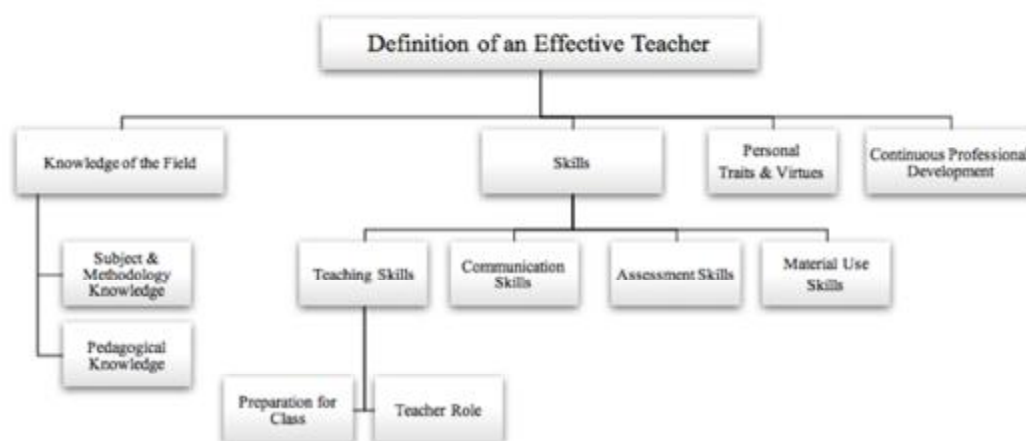 Definition of an Effective Teacher
Knowledge of the Field
Skills
Personal
Traits & Virtues
Continuous Professional
Development
Subject &
Methodology
Knowledge
Pedagogical
Knowledge
Teaching Skills
Communication
Skills
Assessment Skills
Material Use
Skills
Preparation for
Class
Teacher Role